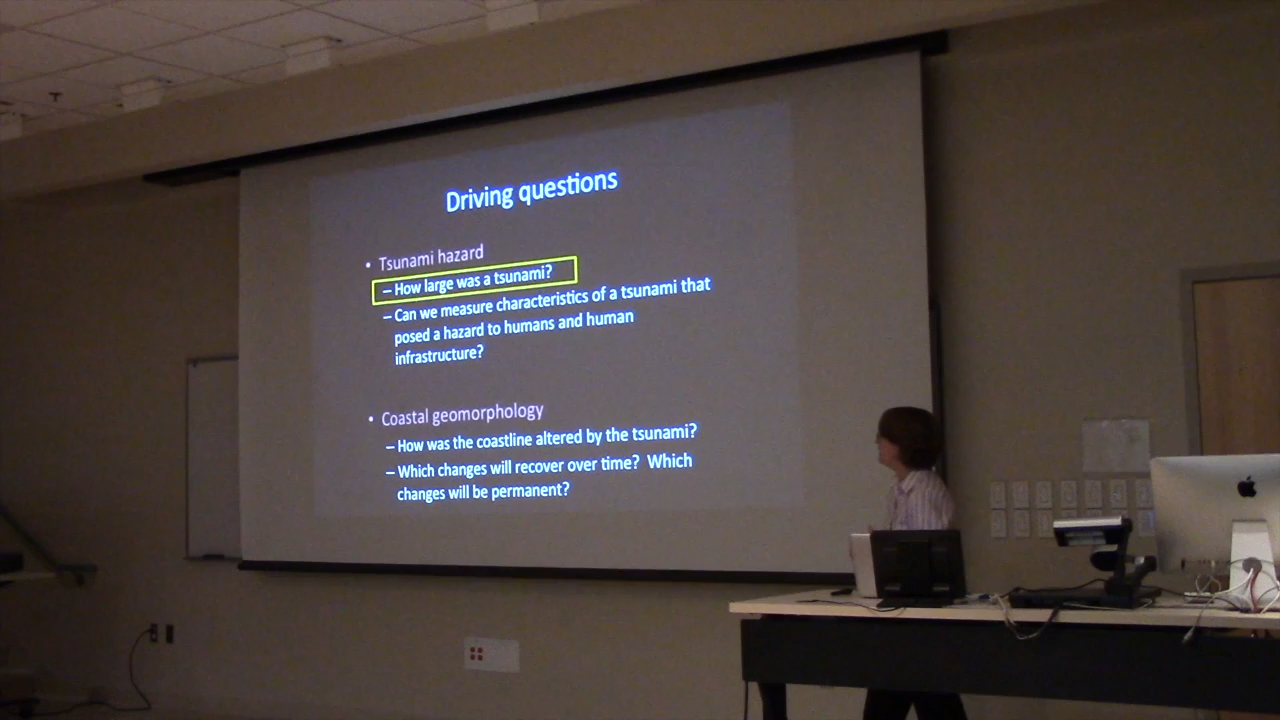 Driving questions
• Tsunami hazard
– How large was a tsunami?
– Can we measure characteristics of a tsunami that
posed a hazard to humans and human
infrastructure?
• Coastal geomorphology
– How was the coastline altered by the tsunami?
– Which changes will recover over time? Which
changes will be permanent?